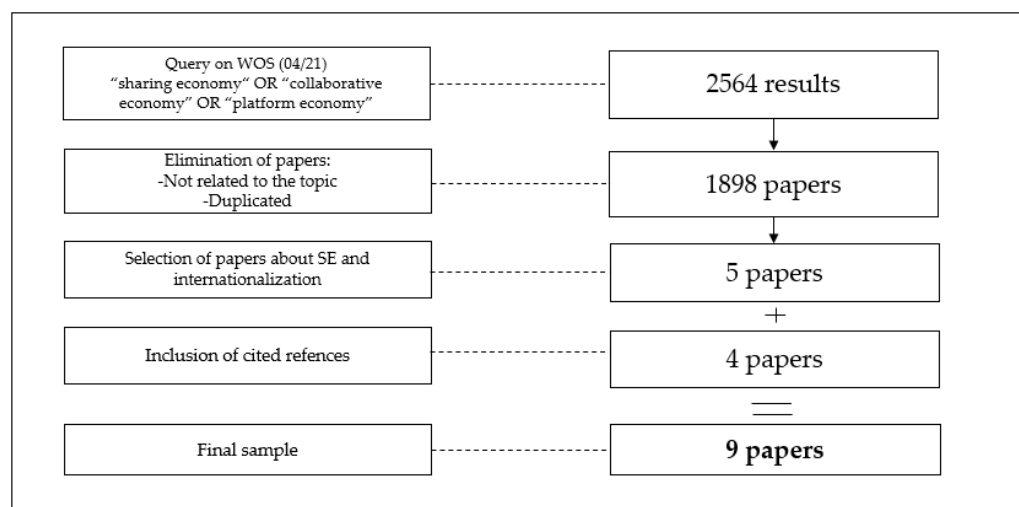 Query on WOS (04/21)
“sharing economy“ OR “collaborative
economy” OR “platform economy”
2564 results
Elimination of papers:
-Not related to the topic
-Duplicated
1898 papers
Selection of papers about SE and
internationalization
5 papers
+
Inclusion of cited refences
4 papers
=
Final sample
9 papers